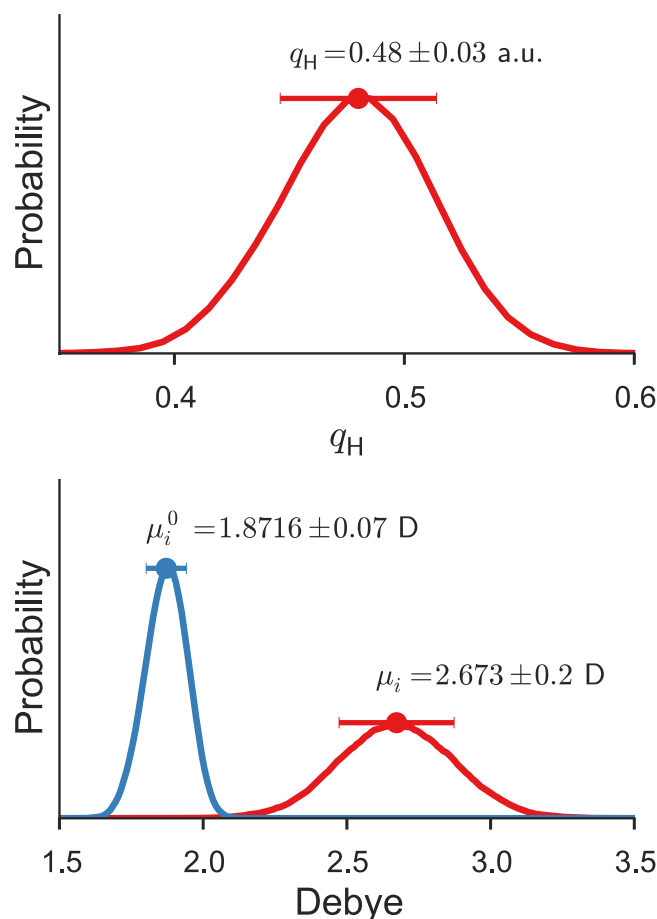 q_H = 0.48 ± 0.03 a.u.
Probability
0.4 0.5 0.6
q_H
μ_i^0 = 1.8716 ± 0.07 D
Probability
μ_i = 2.673 ± 0.2 D
1.5 2.0 2.5 3.0 3.5
Debye